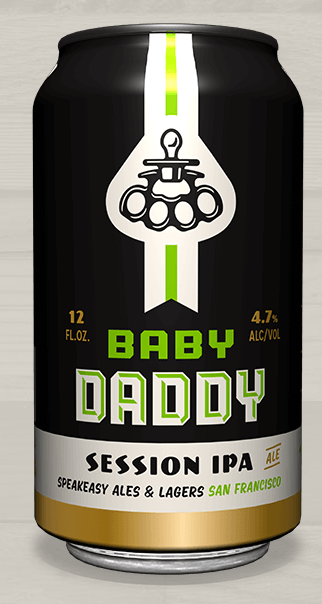 12
FL.OZ.
4.7%
ALC/VOL
BABY
DADDY
SESSION IPA
ALE
SPEAKEASY ALES & LAGERS SAN FRANCISCO